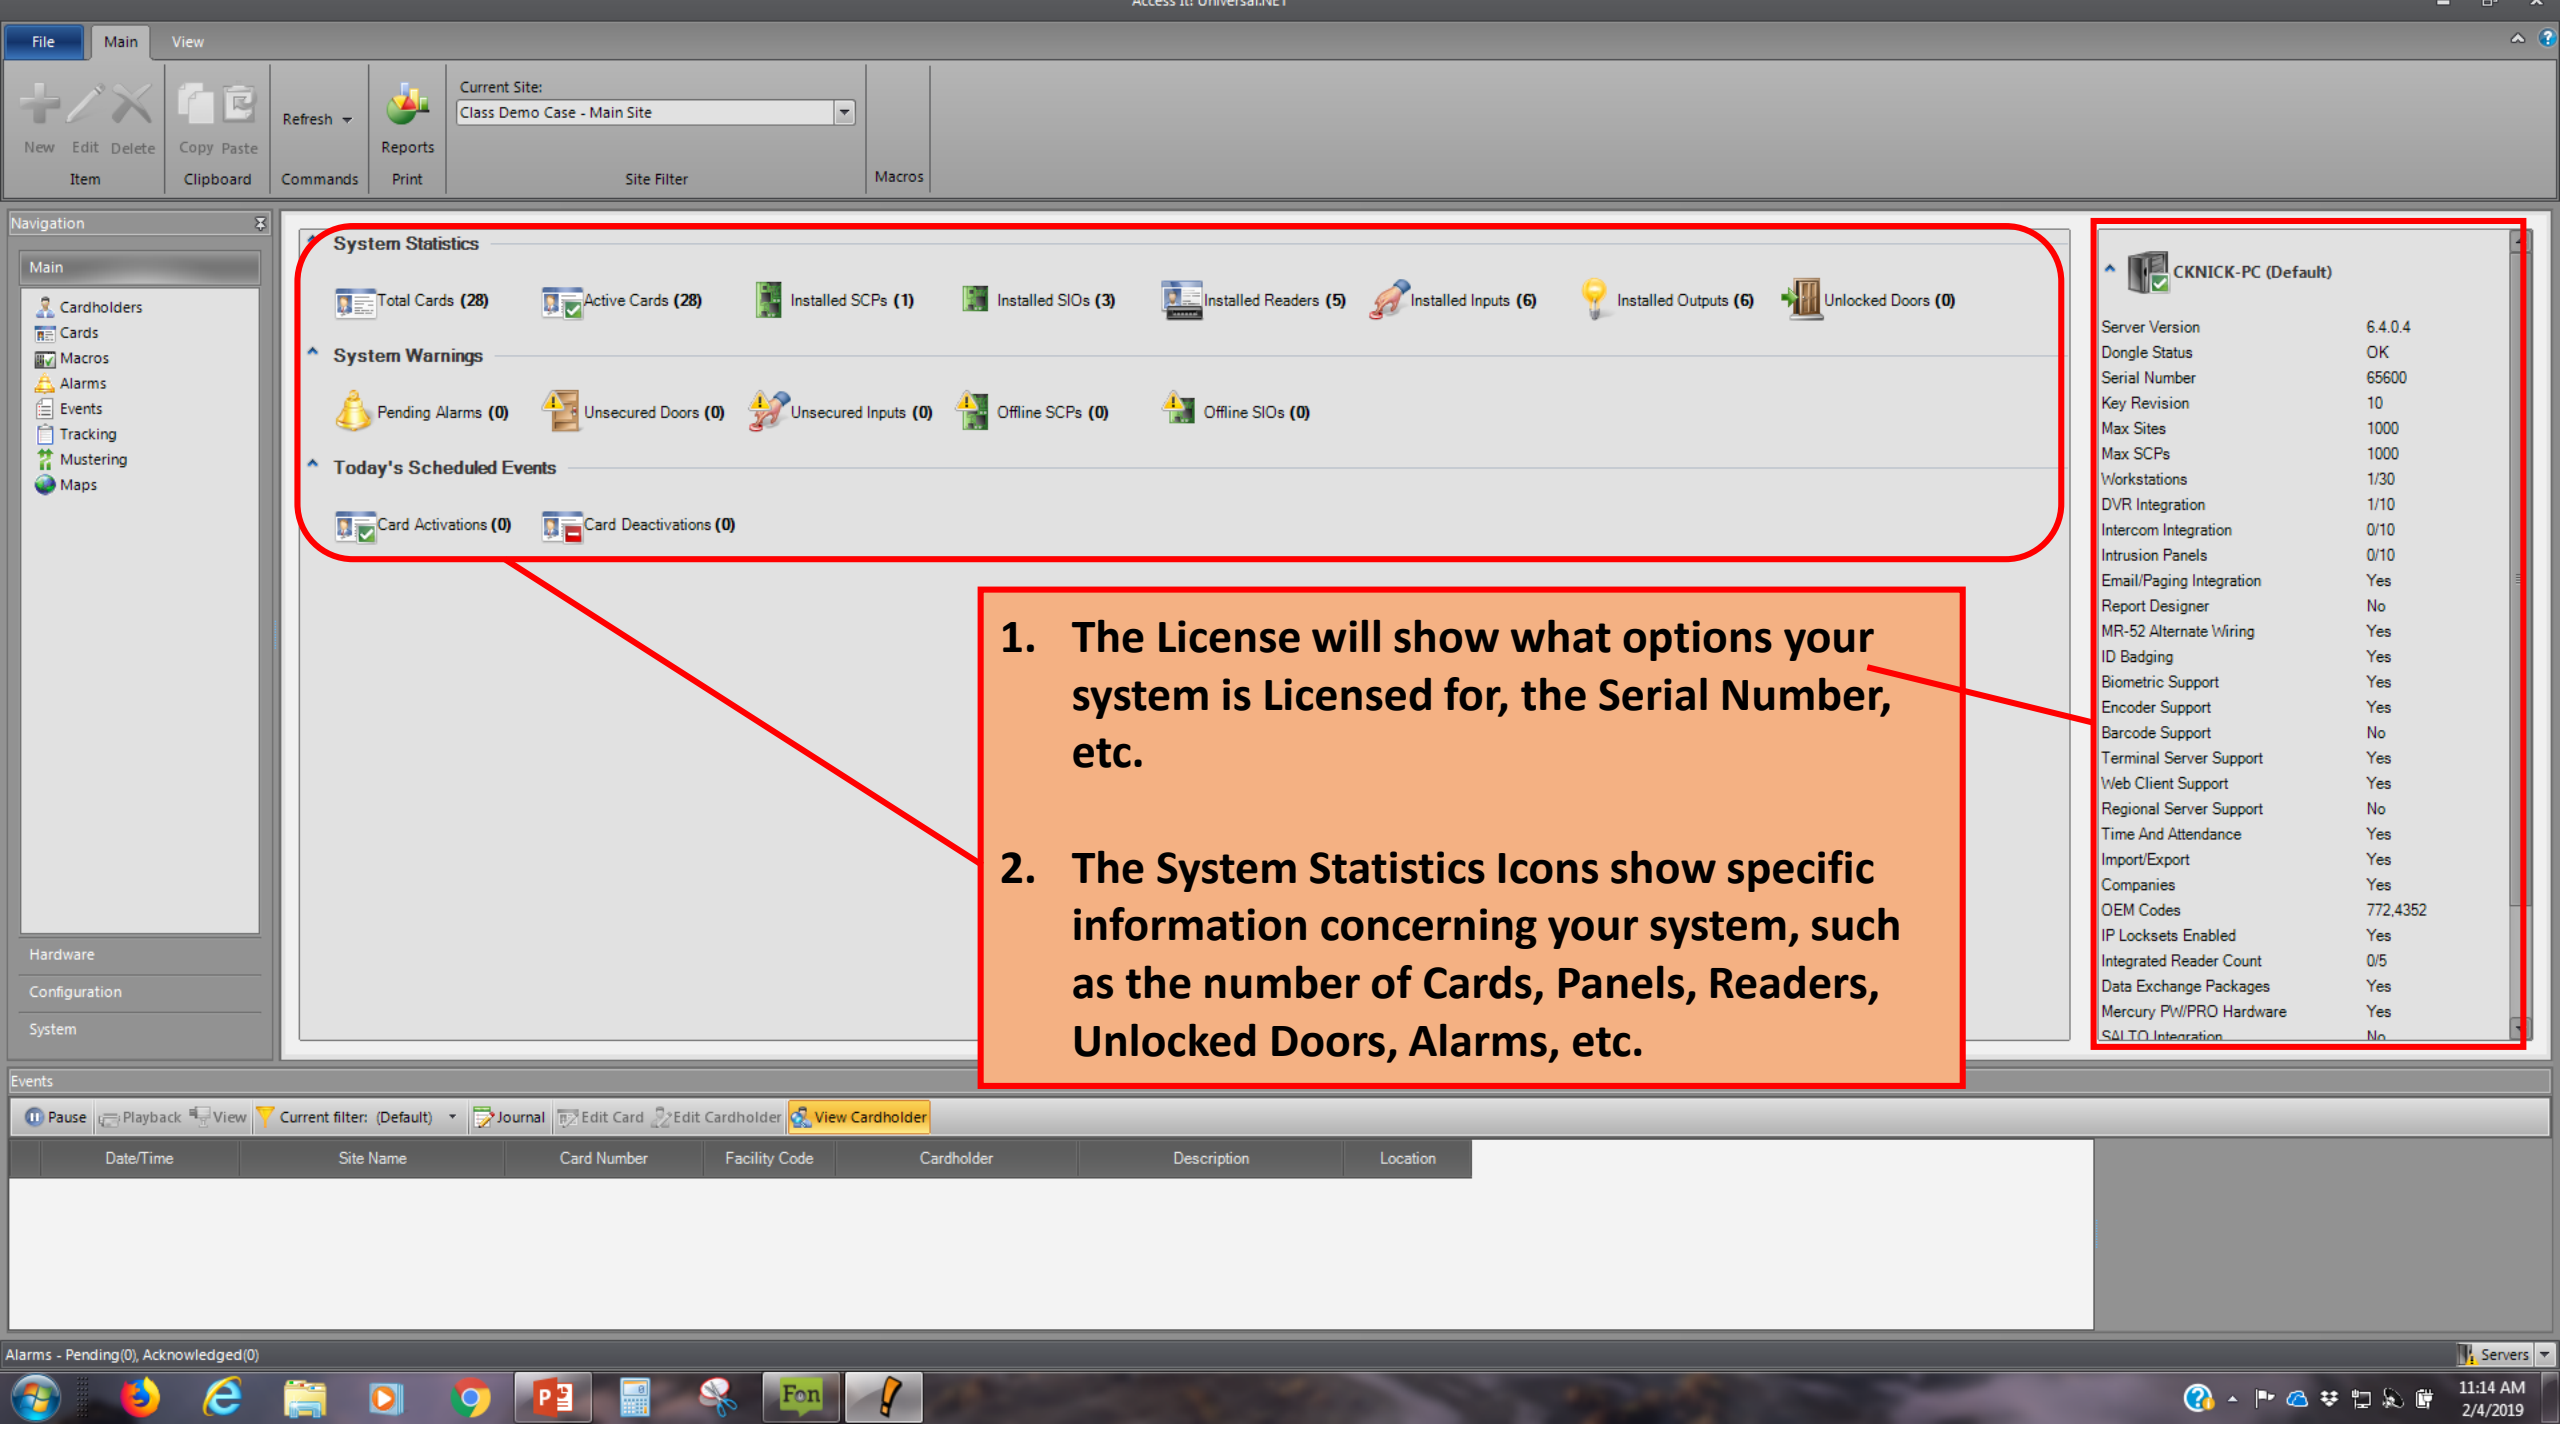 Access It! Universal.NET
File Main View
Current Site:
Class Demo Case - Main Site
Refresh
New Edit Delete Copy Paste Reports
Item Clipboard Commands Print Site Filter Macros
Navigation
Main
Cardholders
Cards
Macros
Alarms
Events
Tracking
Mustering
Maps
Hardware
Configuration
System
System Statistics
Total Cards (28) Active Cards (28) Installed SCPs (1) Installed SIOs (3) Installed Readers (5) Installed Inputs (6) Installed Outputs (6) Unlocked Doors (0)
System Warnings
Pending Alarms (0) Unsecured Doors (0) Unsecured Inputs (0) Offline SCPs (0) Offline SIOs (0)
Today's Scheduled Events
Card Activations (0) Card Deactivations (0)
1. The License will show what options your
system is Licensed for, the Serial Number,
etc.
2. The System Statistics Icons show specific
information concerning your system, such
as the number of Cards, Panels, Readers,
Unlocked Doors, Alarms, etc.
CKNICK-PC (Default)
Server Version 6.4.0.4
Dongle Status OK
Serial Number 65600
Key Revision 10
Max Sites 1000
Max SCPs 1000
Workstations 1/30
DVR Integration 1/10
Intercom Integration 0/10
Intrusion Panels 0/10
Email/Paging Integration Yes
Report Designer No
MR-52 Alternate Wiring Yes
ID Badging Yes
Biometric Support Yes
Encoder Support Yes
Barcode Support No
Terminal Server Support Yes
Web Client Support Yes
Regional Server Support No
Time And Attendance Yes
Import/Export Yes
Companies Yes
OEM Codes 772,4352
IP Locksets Enabled Yes
Integrated Reader Count 0/5
Data Exchange Packages Yes
Mercury PW/PRO Hardware Yes
SALTO Integration No
Events
Pause Playback View Current filter: (Default) Journal Edit Card Edit Cardholder View Cardholder
Date/Time Site Name Card Number Facility Code Cardholder Description Location
Alarms - Pending(0), Acknowledged(0)
Servers
Fon
11:14 AM
2/4/2019